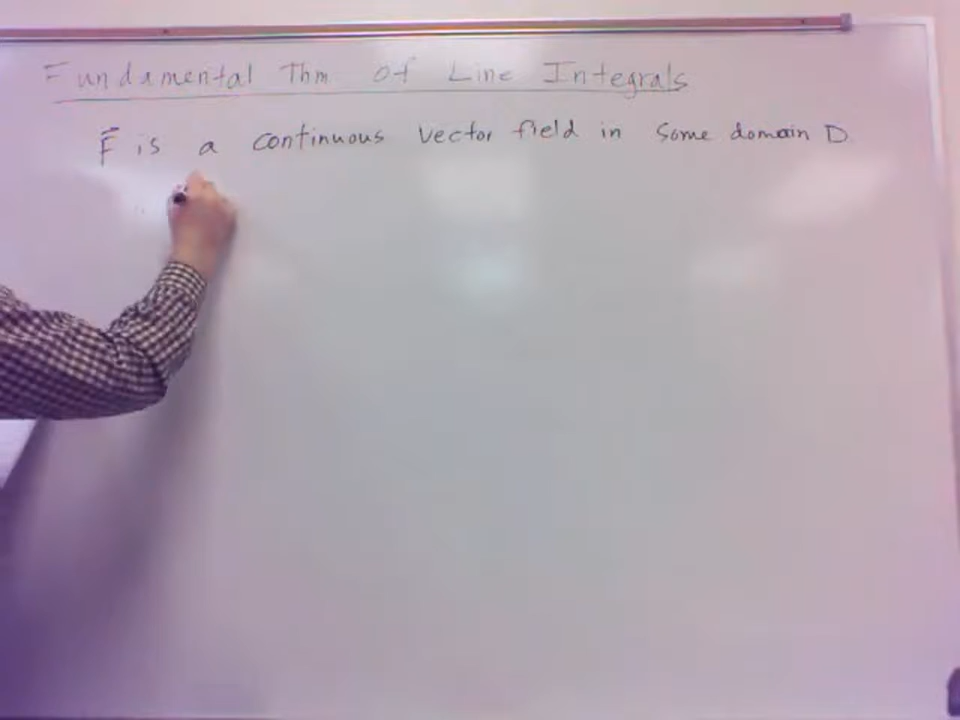 Fundamental Thm of Line Integrals
F⃗ is a continuous vector field in some domain D